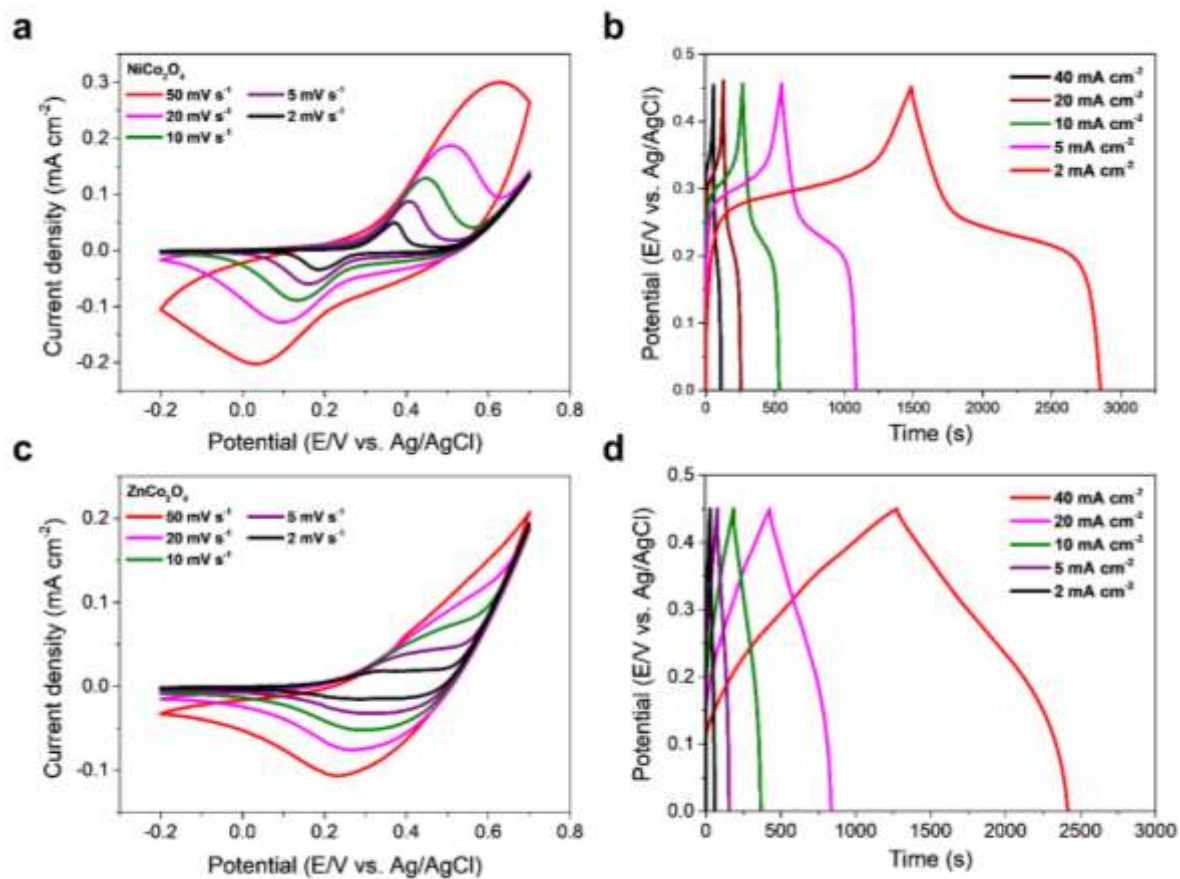 a
NiCo₂O₄
50 mV s⁻¹
20 mV s⁻¹
10 mV s⁻¹
5 mV s⁻¹
2 mV s⁻¹
Current density (mA cm⁻²)
0.3
0.2
0.1
0.0
-0.1
-0.2
-0.2 0.0 0.2 0.4 0.6 0.8
Potential (E/V vs. Ag/AgCl)
b
40 mA cm⁻²
20 mA cm⁻²
10 mA cm⁻²
5 mA cm⁻²
2 mA cm⁻²
Potential (E/V vs. Ag/AgCl)
0.5
0.4
0.3
0.2
0.1
0.0
0 500 1000 1500 2000 2500 3000
Time (s)
c
ZnCo₂O₄
50 mV s⁻¹
20 mV s⁻¹
10 mV s⁻¹
5 mV s⁻¹
2 mV s⁻¹
Current density (mA cm⁻²)
0.2
0.1
0.0
-0.1
-0.2 0.0 0.2 0.4 0.6 0.8
Potential (E/V vs. Ag/AgCl)
d
40 mA cm⁻²
20 mA cm⁻²
10 mA cm⁻²
5 mA cm⁻²
2 mA cm⁻²
Potential (E/V vs. Ag/AgCl)
0.5
0.4
0.3
0.2
0.1
0.0
0 500 1000 1500 2000 2500 3000
Time (s)